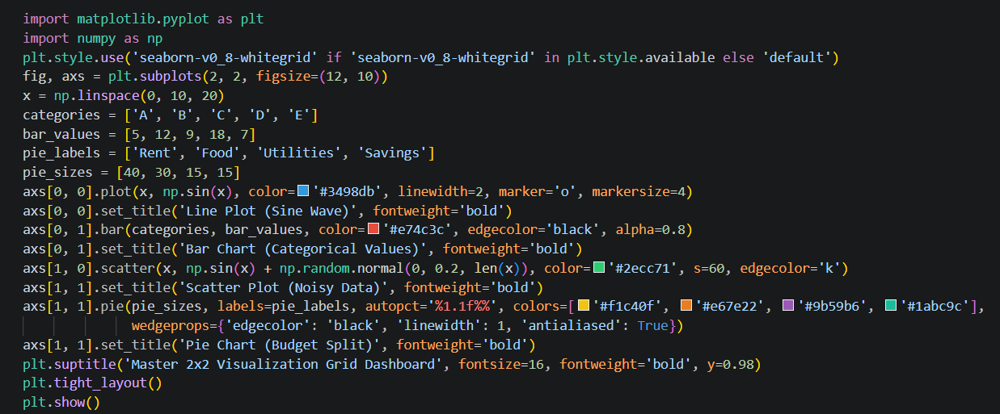 import matplotlib.pyplot as plt
import numpy as np
plt.style.use('seaborn-v0_8-whitegrid' if 'seaborn-v0_8-whitegrid' in plt.style.available else 'default')
fig, axs = plt.subplots(2, 2, figsize=(12, 10))
x = np.linspace(0, 10, 20)
categories = ['A', 'B', 'C', 'D', 'E']
bar_values = [5, 12, 9, 18, 7]
pie_labels = ['Rent', 'Food', 'Utilities', 'Savings']
pie_sizes = [40, 30, 15, 15]
axs[0, 0].plot(x, np.sin(x), color='#3498db', linewidth=2, marker='o', markersize=4)
axs[0, 0].set_title('Line Plot (Sine Wave)', fontweight='bold')
axs[0, 1].bar(categories, bar_values, color='#e74c3c', edgecolor='black', alpha=0.8)
axs[0, 1].set_title('Bar Chart (Categorical Values)', fontweight='bold')
axs[1, 0].scatter(x, np.sin(x) + np.random.normal(0, 0.2, len(x)), color='#2ecc71', s=60, edgecolor='k')
axs[1, 1].set_title('Scatter Plot (Noisy Data)', fontweight='bold')
axs[1, 1].pie(pie_sizes, labels=pie_labels, autopct='%1.1f%%', colors=['#f1c40f', '#e67e22', '#9b59b6', '#1abc9c'],
              wedgeprops={'edgecolor': 'black', 'linewidth': 1, 'antialiased': True})
axs[1, 1].set_title('Pie Chart (Budget Split)', fontweight='bold')
plt.suptitle('Master 2x2 Visualization Grid Dashboard', fontsize=16, fontweight='bold', y=0.98)
plt.tight_layout()
plt.show()